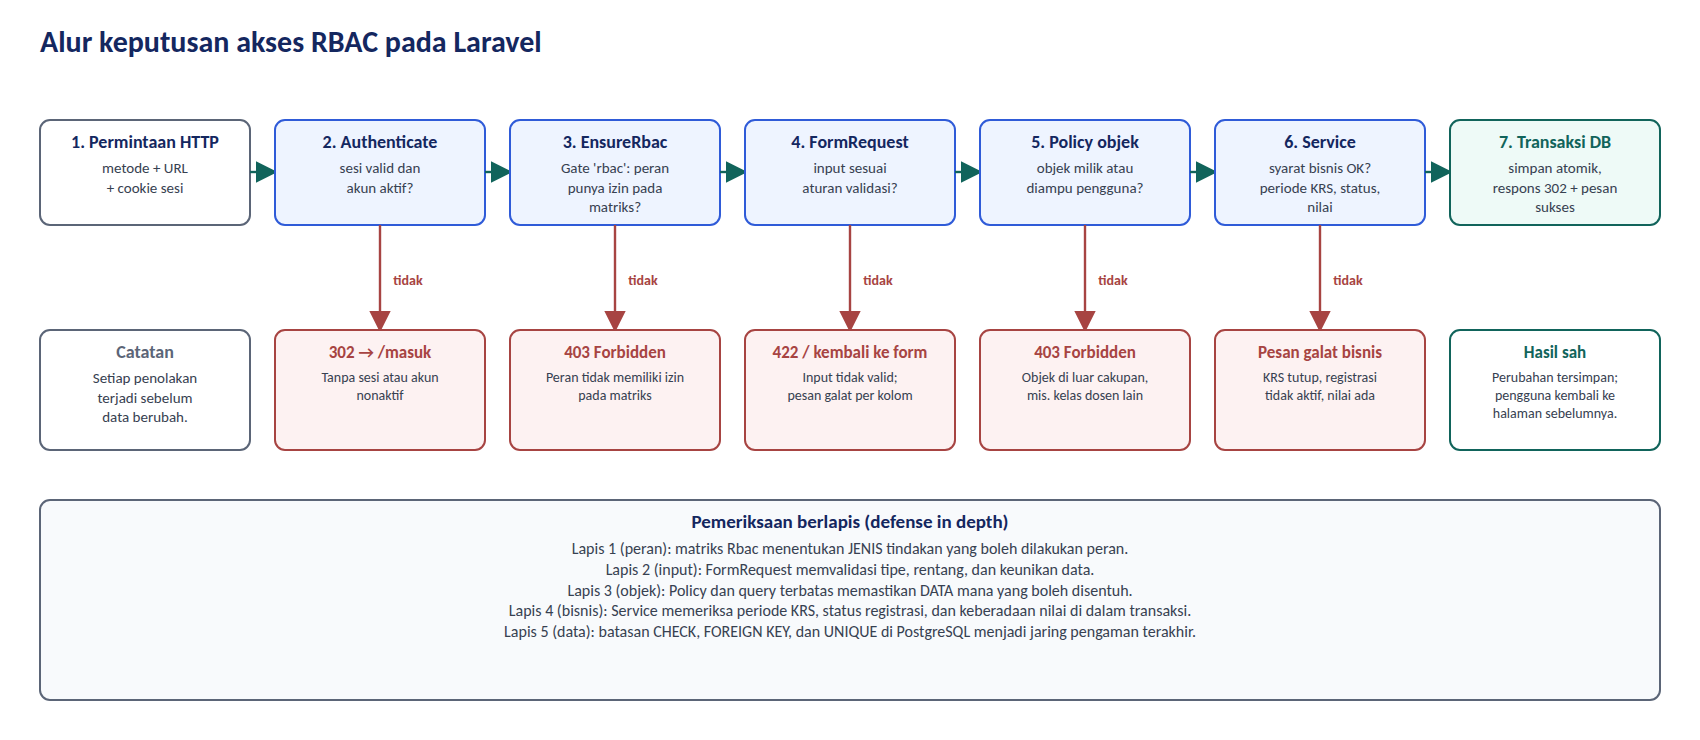 Alur keputusan akses RBAC pada Laravel
1. Permintaan HTTP
metode + URL
+ cookie sesi
2. Authenticate
sesi valid dan
akun aktif?
3. EnsureRbac
Gate 'rbac': peran
punya izin pada
matriks?
4. FormRequest
input sesuai
aturan validasi?
5. Policy objek
objek milik atau
diampu pengguna?
6. Service
syarat bisnis OK?
periode KRS, status,
nilai
7. Transaksi DB
simpan atomik,
respons 302 + pesan
sukses
tidak
tidak
tidak
tidak
tidak
Catatan
Setiap penolakan
terjadi sebelum
data berubah.
302 → /masuk
Tanpa sesi atau akun
nonaktif
403 Forbidden
Peran tidak memiliki izin
pada matriks
422 / kembali ke form
Input tidak valid;
pesan galat per kolom
403 Forbidden
Objek di luar cakupan,
mis. kelas dosen lain
Pesan galat bisnis
KRS tutup, registrasi
tidak aktif, nilai ada
Hasil sah
Perubahan tersimpan;
pengguna kembali ke
halaman sebelumnya.
Pemeriksaan berlapis (defense in depth)
Lapis 1 (peran): matriks Rbac menentukan JENIS tindakan yang boleh dilakukan peran.
Lapis 2 (input): FormRequest memvalidasi tipe, rentang, dan keunikan data.
Lapis 3 (objek): Policy dan query terbatas memastikan DATA mana yang boleh disentuh.
Lapis 4 (bisnis): Service memeriksa periode KRS, status registrasi, dan keberadaan nilai di dalam transaksi.
Lapis 5 (data): batasan CHECK, FOREIGN KEY, dan UNIQUE di PostgreSQL menjadi jaring pengaman terakhir.